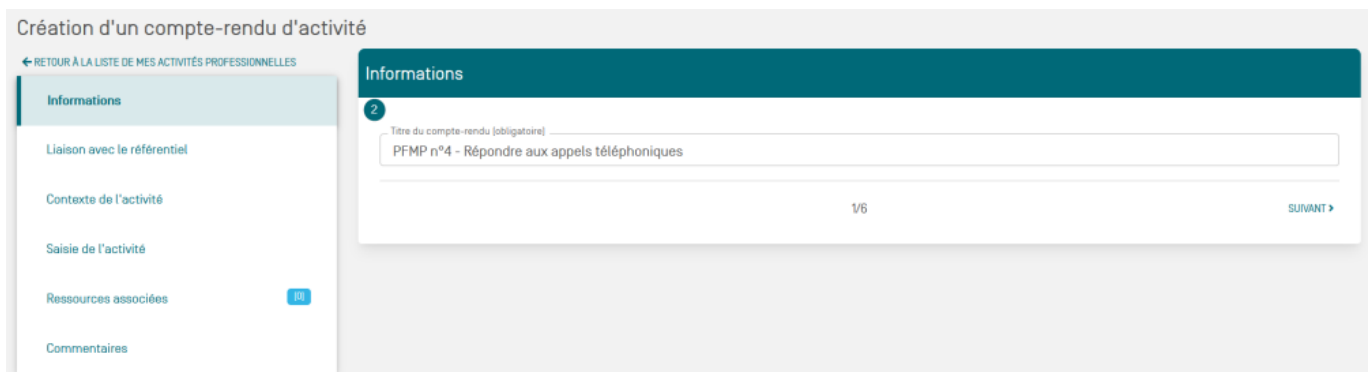 Création d'un compte-rendu d'activité
RETOUR À LA LISTE DE MES ACTIVITÉS PROFESSIONNELLES
Informations
Liaison avec le référentiel
Contexte de l'activité
Saisie de l'activité
Ressources associées
(0)
Commentaires
Informations
2
Titre du compte-rendu (obligatoire)
PFMP n°4 - Répondre aux appels téléphoniques
1/6
SUIVANT